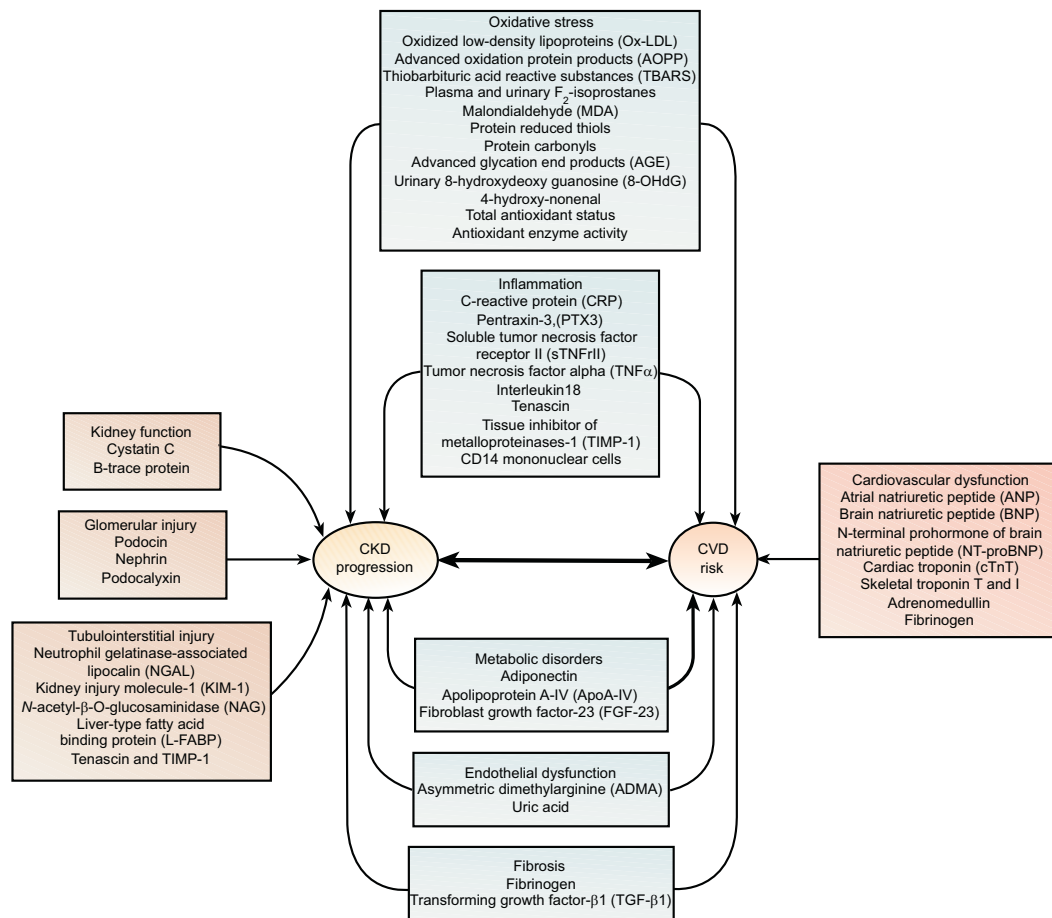 Oxidative stress
Oxidized low-density lipoproteins (Ox-LDL)
Advanced oxidation protein products (AOPP)
Thiobarbituric acid reactive substances (TBARS)
Plasma and urinary F₂-isoprostanes
Malondialdehyde (MDA)
Protein reduced thiols
Protein carbonyls
Advanced glycation end products (AGE)
Urinary 8-hydroxydeoxy guanosine (8-OHdG)
4-hydroxy-nonenal
Total antioxidant status
Antioxidant enzyme activity
Inflammation
C-reactive protein (CRP)
Pentraxin-3,(PTX3)
Soluble tumor necrosis factor
receptor II (sTNFrII)
Tumor necrosis factor alpha (TNFα)
Interleukin18
Tenascin
Tissue inhibitor of
metalloproteinases-1 (TIMP-1)
CD14 mononuclear cells
Kidney function
Cystatin C
B-trace protein
Glomerular injury
Podocin
Nephrin
Podocalyxin
Tubulointerstitial injury
Neutrophil gelatinase-associated
lipocalin (NGAL)
Kidney injury molecule-1 (KIM-1)
N-acetyl-β-O-glucosaminidase (NAG)
Liver-type fatty acid
binding protein (L-FABP)
Tenascin and TIMP-1
CKD
progression
CVD
risk
Cardiovascular dysfunction
Atrial natriuretic peptide (ANP)
Brain natriuretic peptide (BNP)
N-terminal prohormone of brain
natriuretic peptide (NT-proBNP)
Cardiac troponin (cTnT)
Skeletal troponin T and I
Adrenomedullin
Fibrinogen
Metabolic disorders
Adiponectin
Apolipoprotein A-IV (ApoA-IV)
Fibroblast growth factor-23 (FGF-23)
Endothelial dysfunction
Asymmetric dimethylarginine (ADMA)
Uric acid
Fibrosis
Fibrinogen
Transforming growth factor-β1 (TGF-β1)